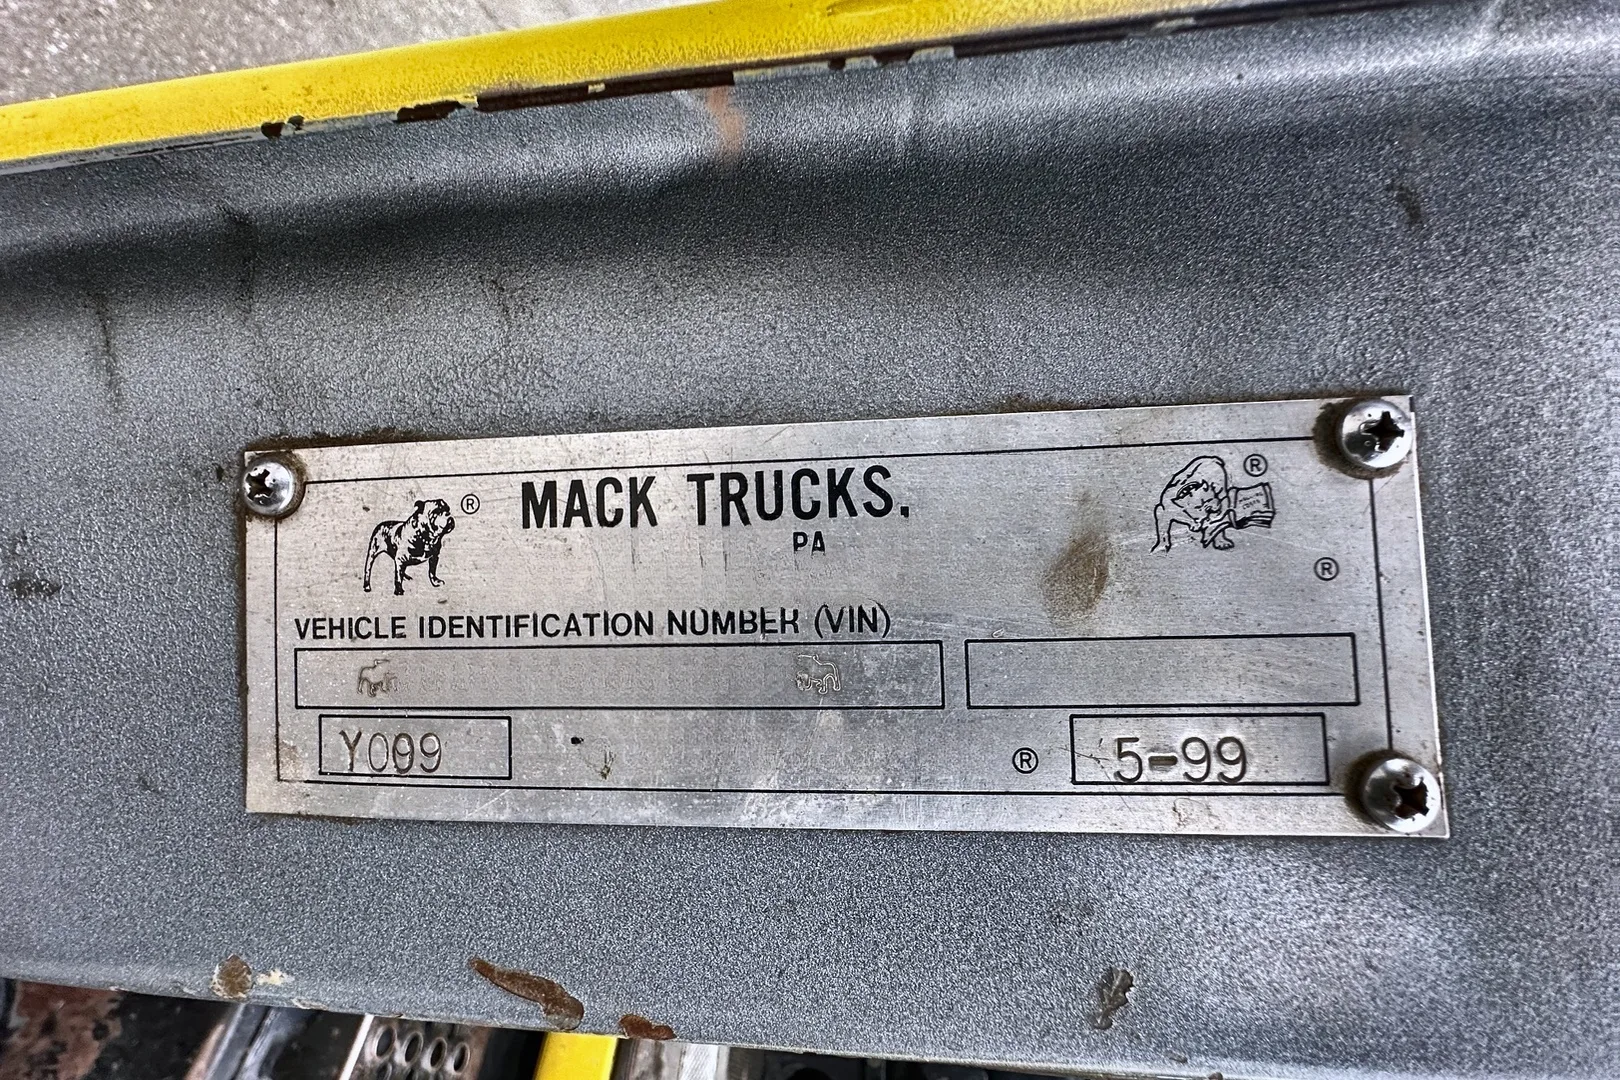 ® MACK TRUCKS. ®
PA
®
VEHICLE IDENTIFICATION NUMBER (VIN)
Y099 ® 5-99